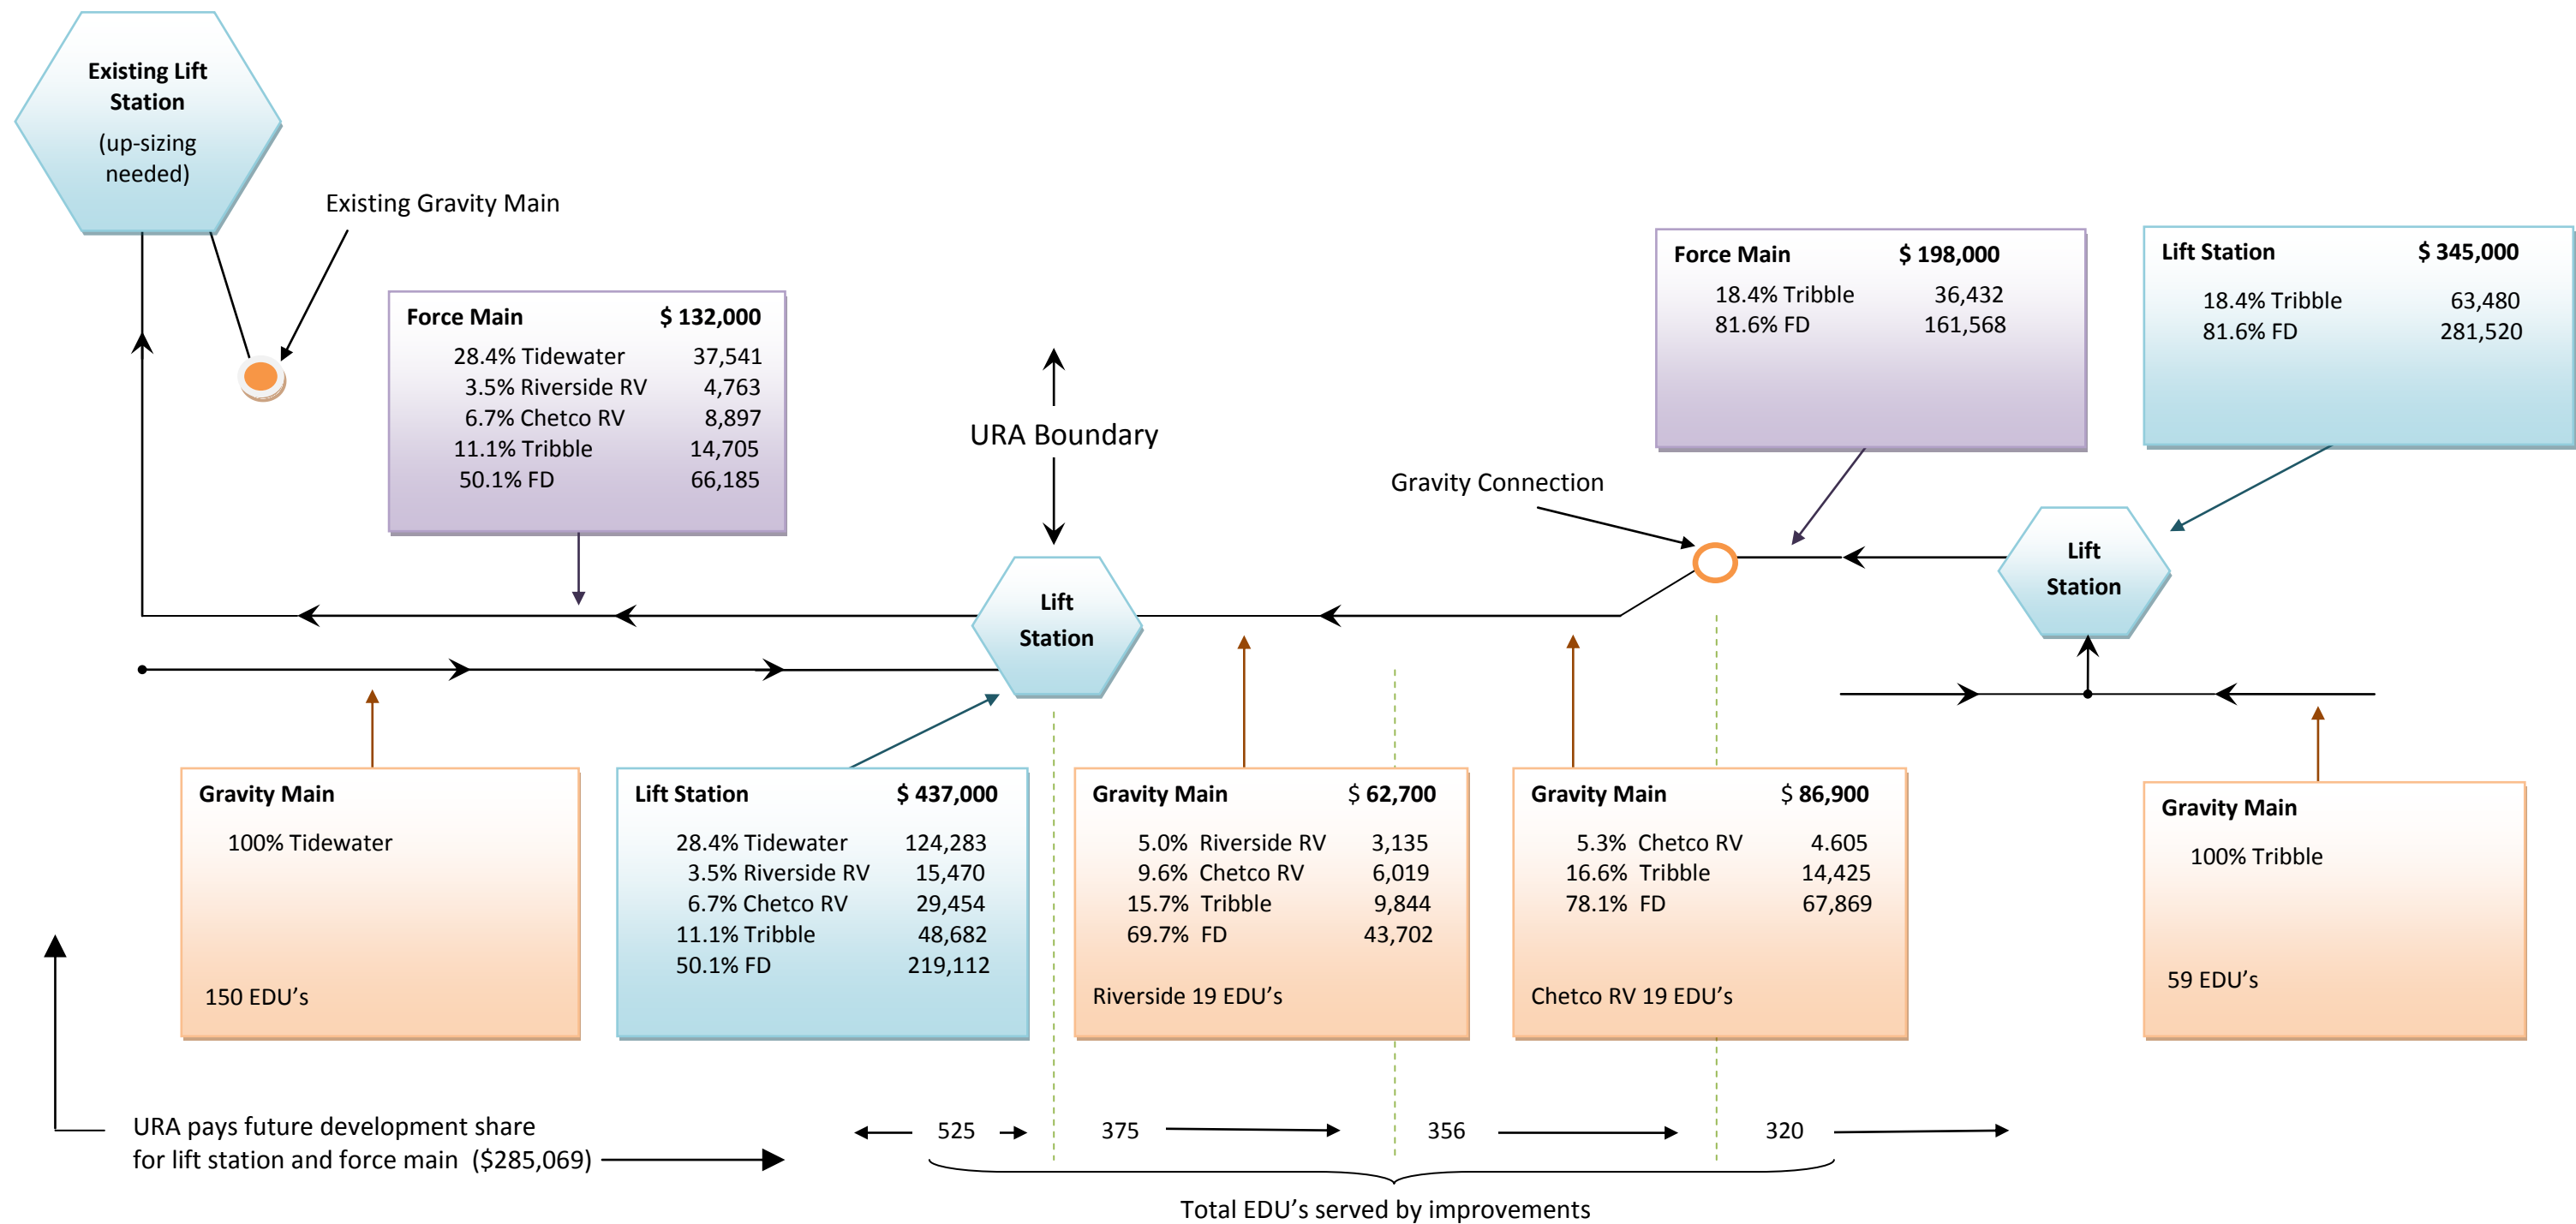 Existing Lift
Station
(up-sizing
needed)
Existing Gravity Main
Force Main $ 132,000
28.4% Tidewater 37,541
3.5% Riverside RV 4,763
6.7% Chetco RV 8,897
11.1% Tribble 14,705
50.1% FD 66,185
URA Boundary
Gravity Connection
Force Main $ 198,000
18.4% Tribble 36,432
81.6% FD 161,568
Lift Station $ 345,000
18.4% Tribble 63,480
81.6% FD 281,520
Lift
Station
Lift
Station
Gravity Main
100% Tidewater
150 EDU’s
Lift Station $ 437,000
28.4% Tidewater 124,283
3.5% Riverside RV 15,470
6.7% Chetco RV 29,454
11.1% Tribble 48,682
50.1% FD 219,112
Gravity Main $ 62,700
5.0% Riverside RV 3,135
9.6% Chetco RV 6,019
15.7% Tribble 9,844
69.7% FD 43,702
Riverside 19 EDU’s
Gravity Main $ 86,900
5.3% Chetco RV 4.605
16.6% Tribble 14,425
78.1% FD 67,869
Chetco RV 19 EDU’s
Gravity Main
100% Tribble
59 EDU’s
URA pays future development share
for lift station and force main ($285,069)
525 375 356 320
Total EDU’s served by improvements